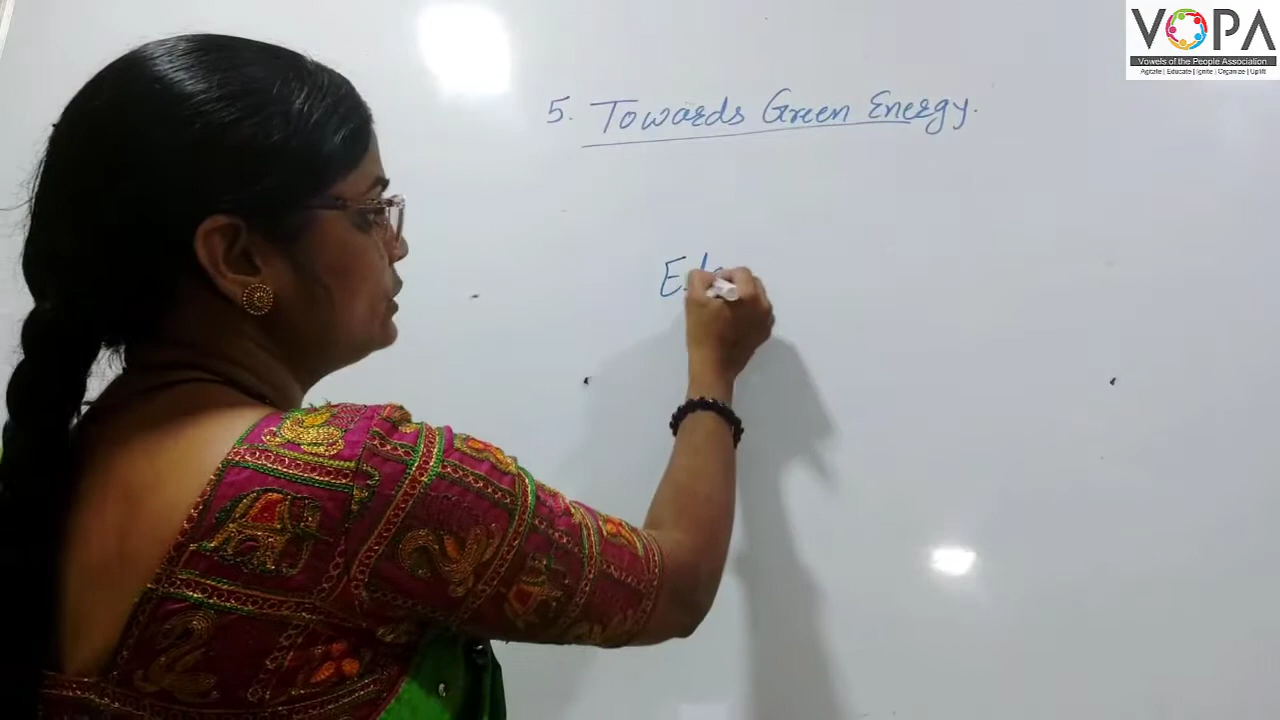 VOPA
Vowels of the People Association
Agitate | Educate | Ignite | Organize | Uplift
5. Towards Green Energy.